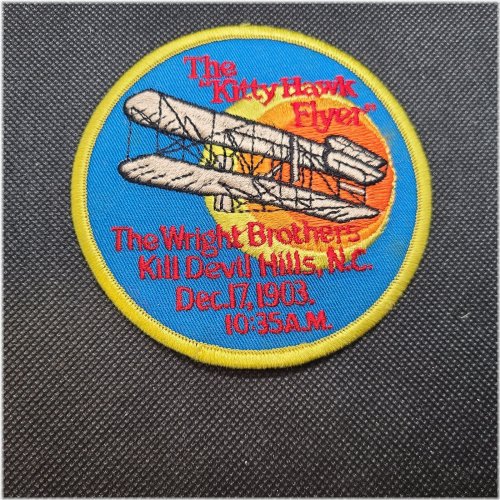 The
"Kitty Hawk
Flyer"
The Wright Brothers
Kill Devil Hills, N.C.
Dec. 17, 1903.
10:35 A.M.